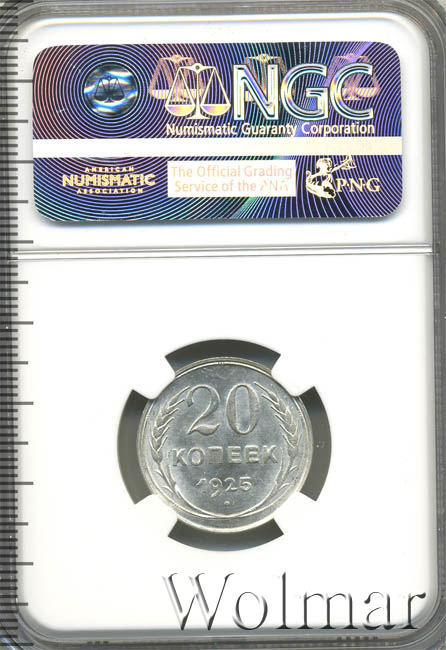 NGC
Numismatic Guaranty Corporation
AMERICAN
NUMISMATIC
ASSOCIATION
The Official Grading
Service of the ANA
PNG
20
КОПЕЕК
1925
Wolmar